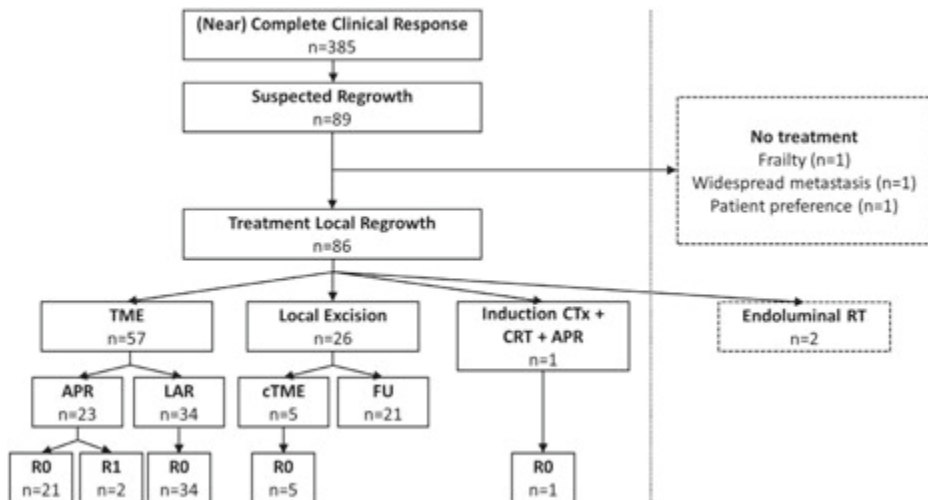 (Near) Complete Clinical Response
n=385
Suspected Regrowth
n=89
No treatment
Frailty (n=1)
Widespread metastasis (n=1)
Patient preference (n=1)
Treatment Local Regrowth
n=86
TME
n=57
Local Excision
n=26
Induction CTx +
CRT + APR
n=1
Endoluminal RT
n=2
APR
n=23
LAR
n=34
cTME
n=5
FU
n=21
R0
n=21
R1
n=2
R0
n=34
R0
n=5
R0
n=1